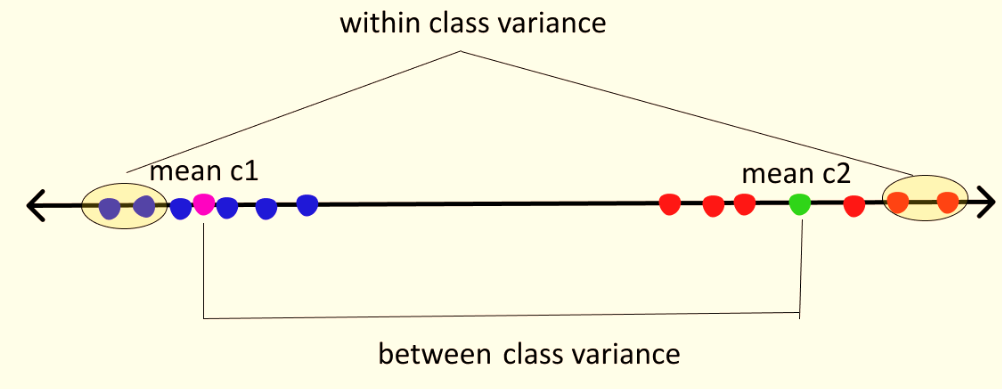 within class variance
mean c1
mean c2
between class variance